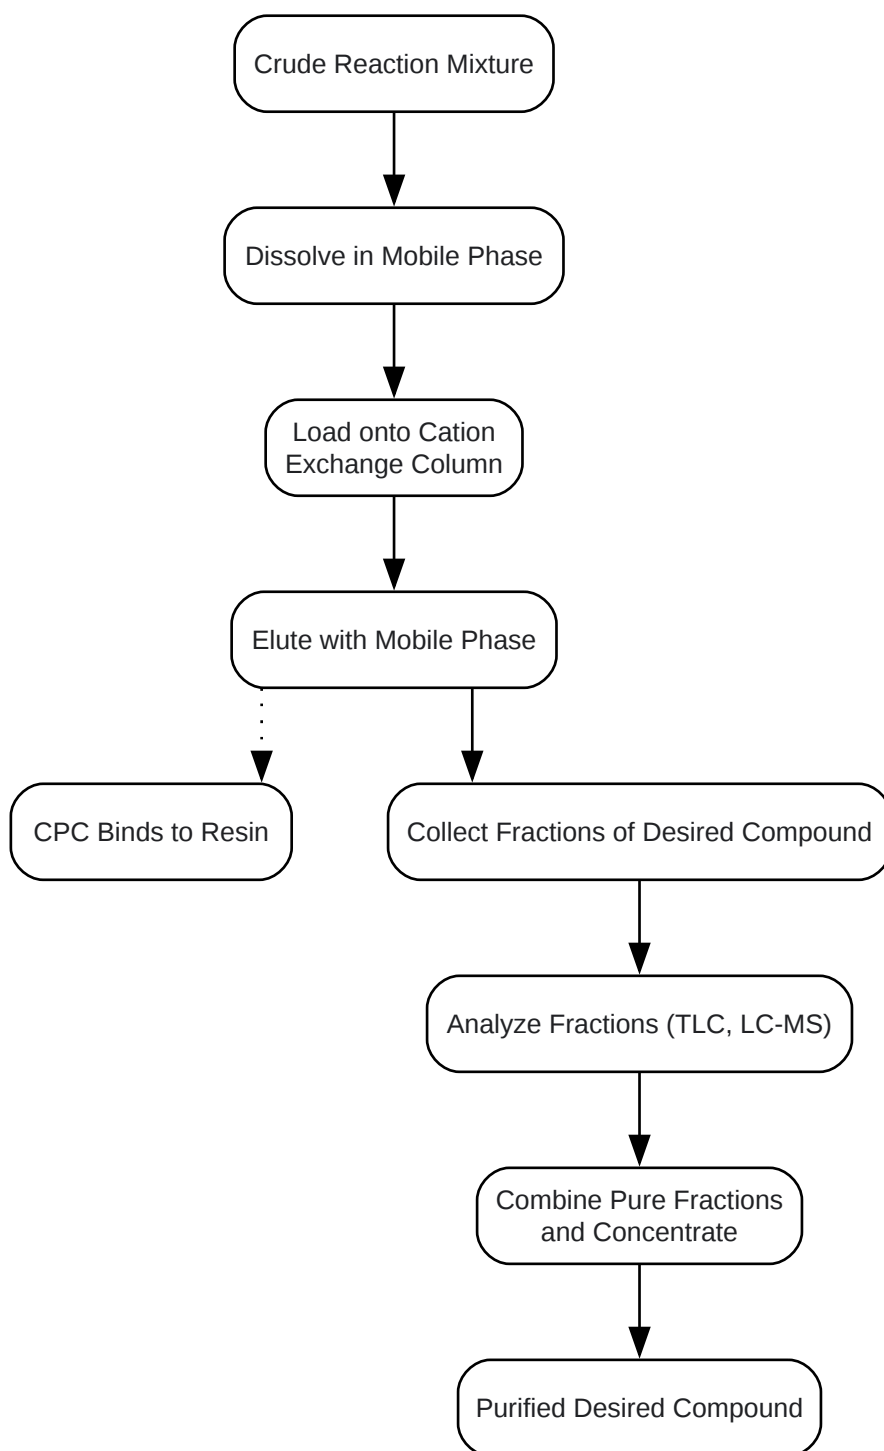 Crude Reaction Mixture
Dissolve in Mobile Phase
Load onto Cation
Exchange Column
Elute with Mobile Phase
CPC Binds to Resin
Collect Fractions of Desired Compound
Analyze Fractions (TLC, LC-MS)
Combine Pure Fractions
and Concentrate
Purified Desired Compound